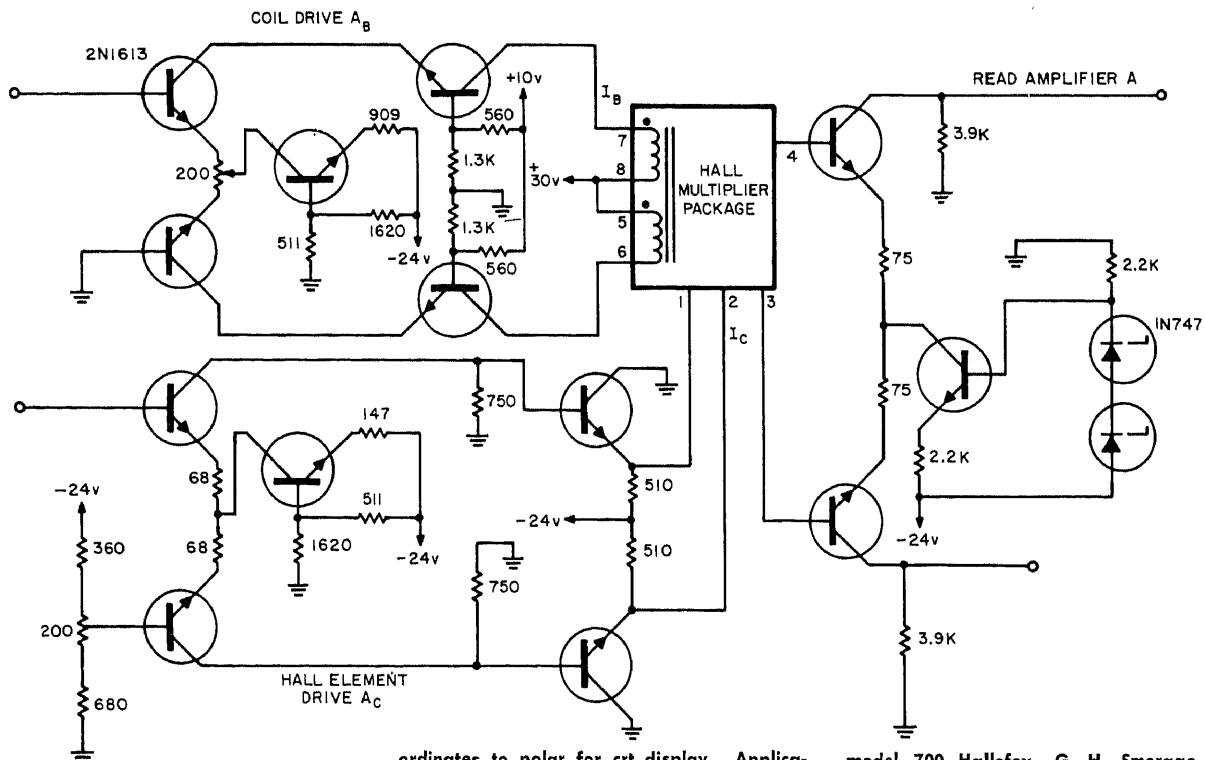 COIL DRIVE A_B
2N1613
200
909
511
1620
-24v
+10v
560
1.3K
1.3K
560
I_B
+
30v
7
8
5
6
HALL
MULTIPLIER
PACKAGE
4
1
2
3
I_C
READ AMPLIFIER A
3.9K
75
75
2.2K
IN747
2.2K
-24v
3.9K
750
147
68
511
68
1620
-24v
-24v
360
200
680
750
510
-24v
510
HALL ELEMENT
DRIVE A_C
ordinates to polar for crt display. Applica-
model 700 Hallefex, G. H. Smerage